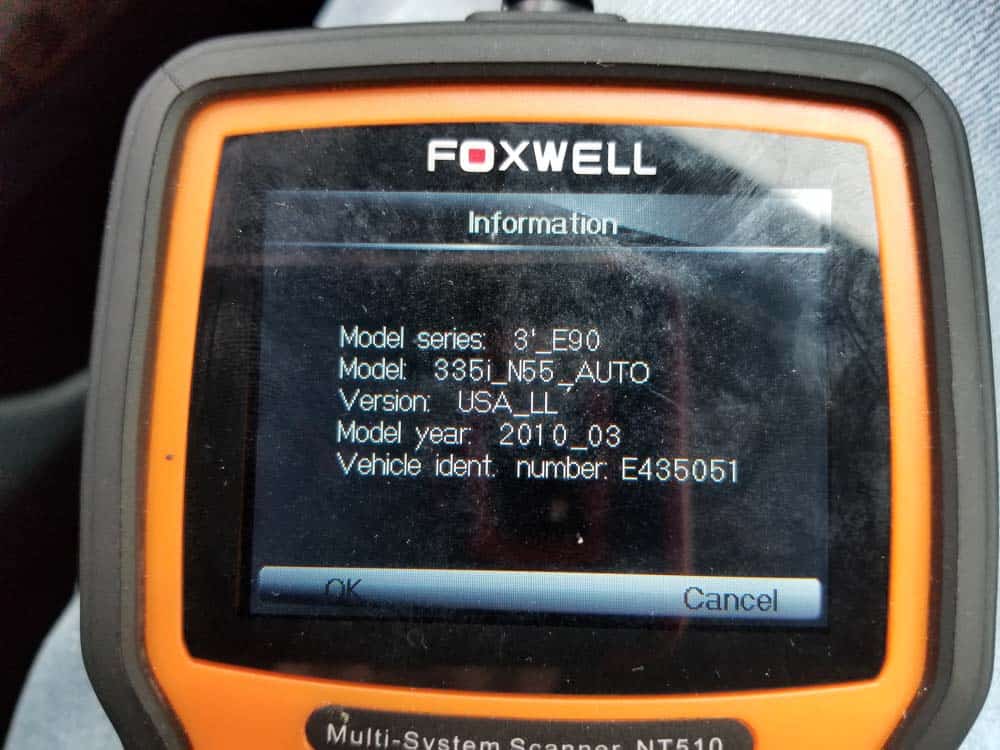 FOXWELL
Information
Model series: 3'_E90
Model: 335i_N55_AUTO
Version: USA_LL
Model year: 2010_03
Vehicle ident. number: E435051
OK Cancel
Multi-System Scanner NT510